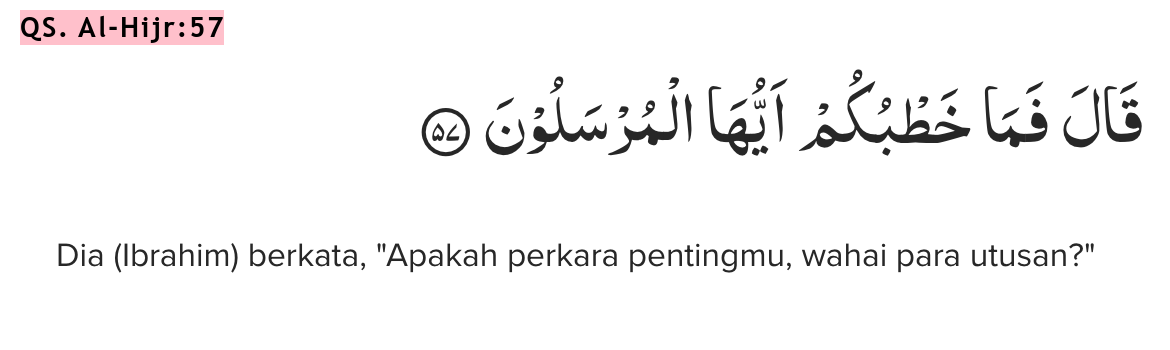 QS. Al-Hijr:57
قَالَ فَمَا خَطْبُكُمْ اَيُّهَا الْمُرْسَلُوْنَ ۝٥٧
Dia (Ibrahim) berkata, "Apakah perkara pentingmu, wahai para utusan?"